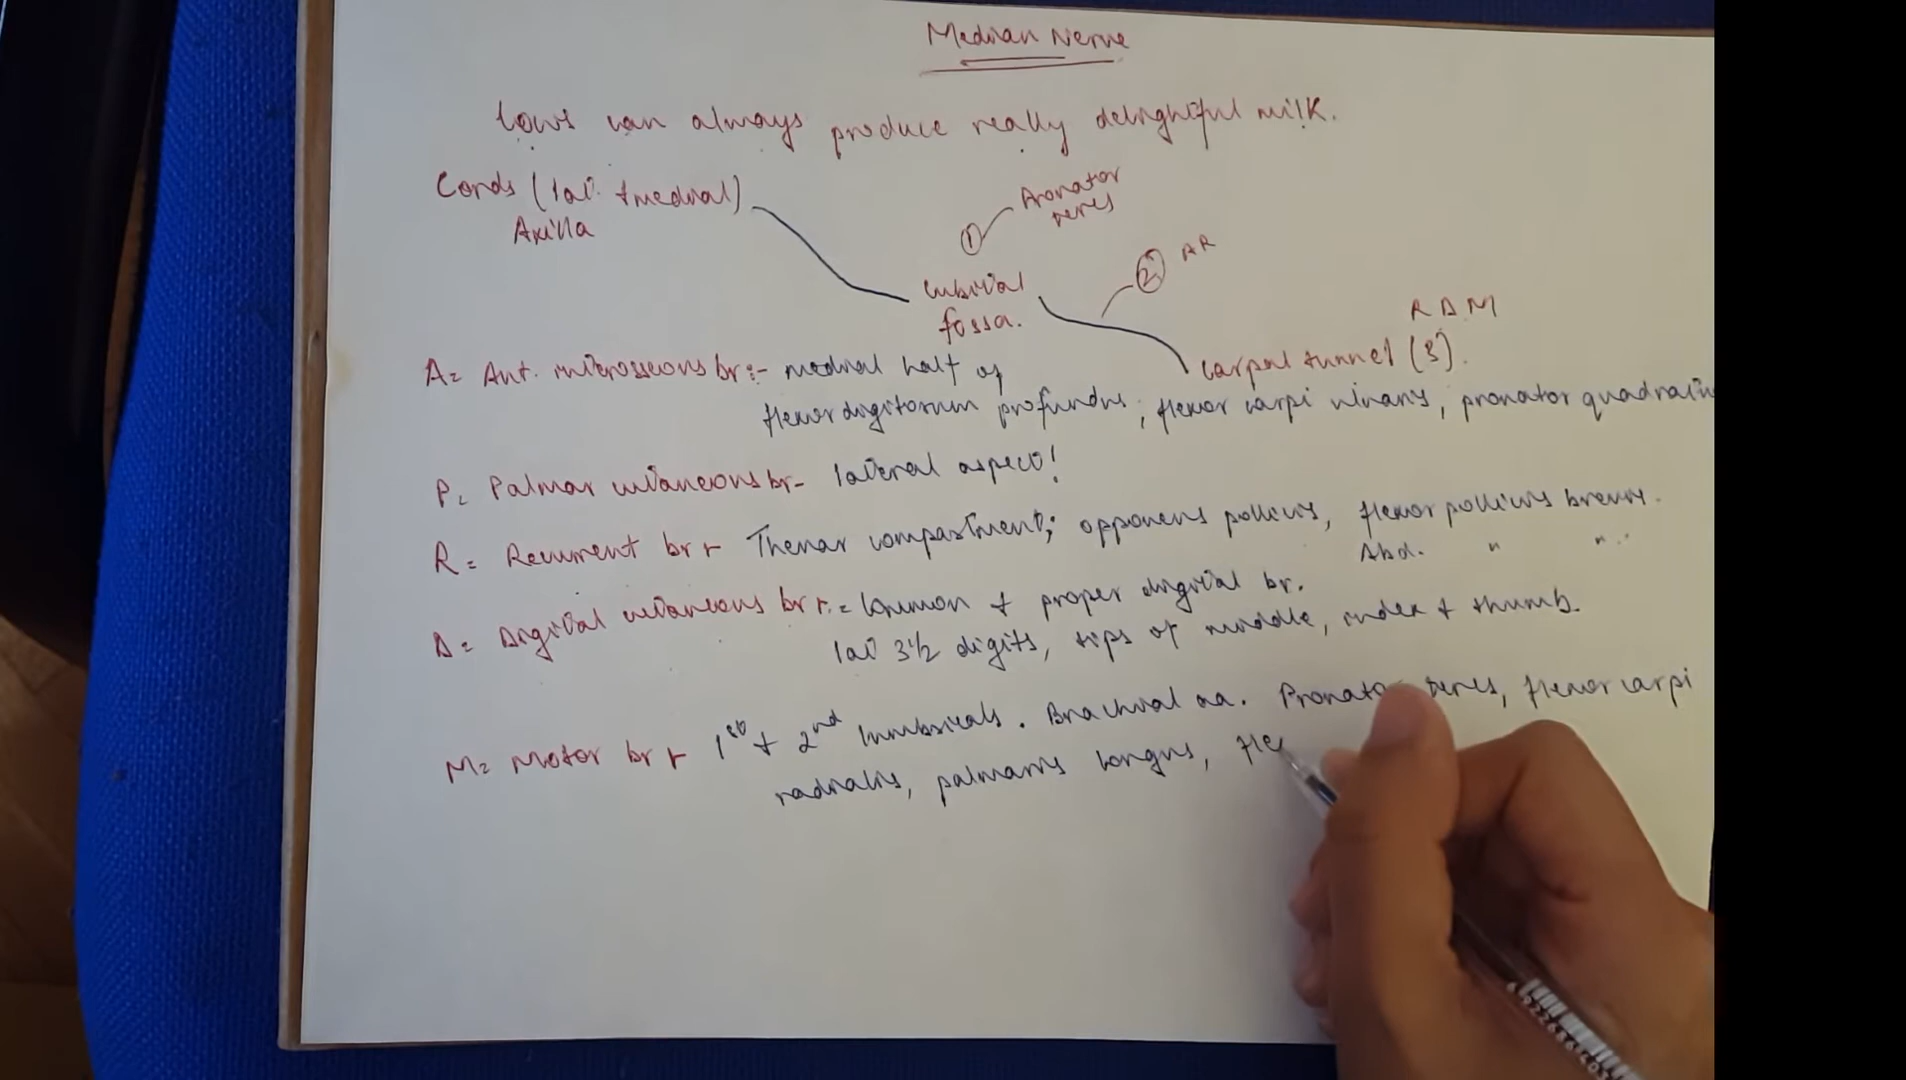 Median Nerve
Cows can always produce really delightful milk.
Cords (lat. + medial)
Axilla
① Pronator
teres
② AR
Cubital
fossa.
R D M
Carpal tunnel (3).
A= Ant. interosseous br:- medial half of
flexor digitorum profundus, flexor carpi ulnaris, pronator quadratus
P= Palmar cutaneous br- lateral aspect!
R= Recurrent br - Thenar compartment; opponens pollicis, flexor pollicis brevis.
Abd. " "
D= Digital cutaneous br = Common + proper digital br.
lat 3½ digits, tips of middle, index + thumb.
M= Motor br - 1st + 2nd lumbricals. Brachial aa. Pronator teres, flexor carpi
radialis, palmaris longus, fle
6922686403